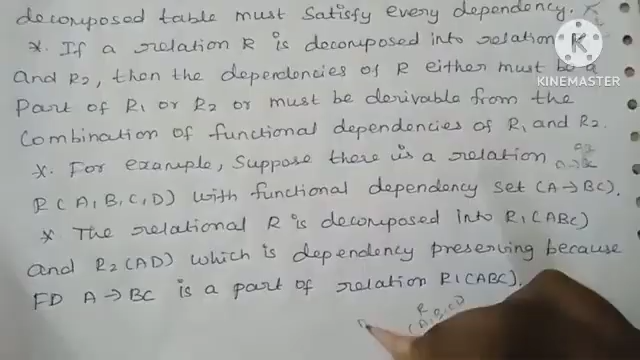 decomposed table must satisfy every dependency.
* If a relation R is decomposed into relation
and R2, then the dependencies of R either must be a
Part of R1 or R2 or must be derivable from the
Combination of functional dependencies of R1 and R2.
* For example, suppose there is a relation
R (A, B, C, D) with functional dependency set (A → BC).
* The relational R is decomposed into R1(ABC)
and R2 (AD) which is dependency preserving because
FD A → BC is a part of relation R1(ABC).
R
(A, B, C, D
K
KINEMASTER